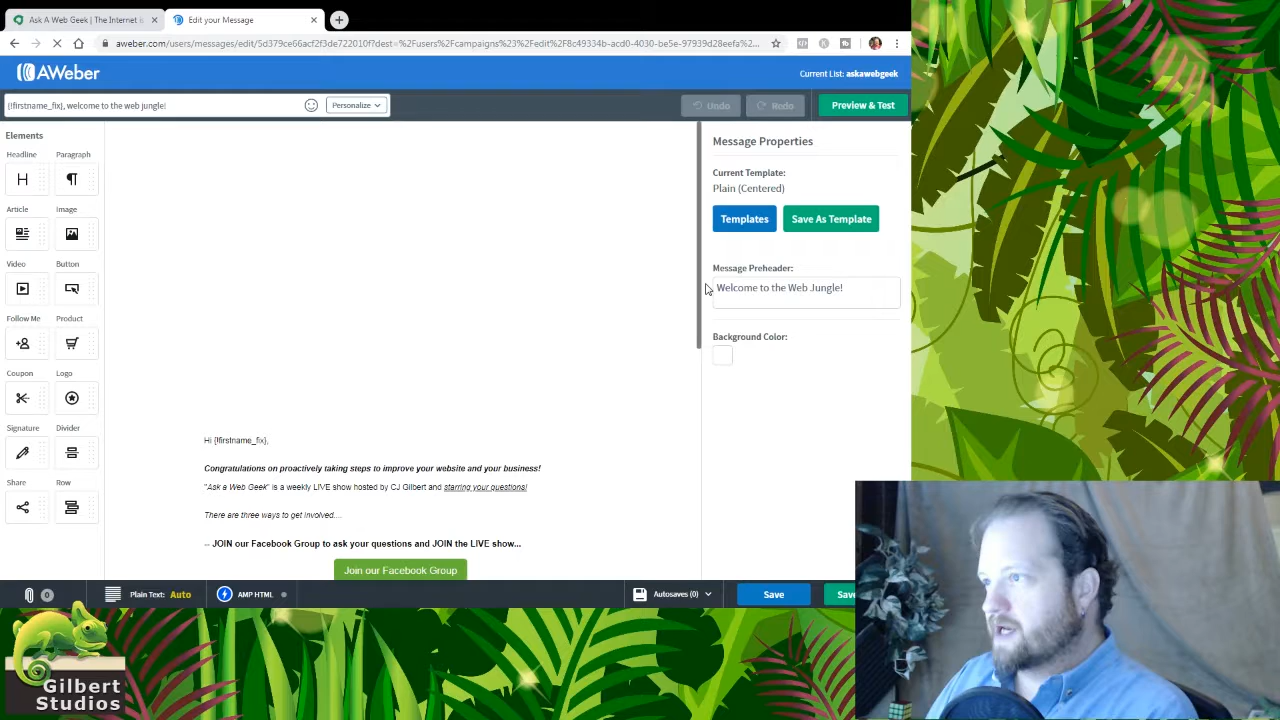 Ask A Web Geek | The Internet is
Edit your Message
aweber.com/users/messages/edit/5d379ce66acf2f3de722010f?dest=%2Fusers%2Fcampaigns%23%2Fedit%2F8c49334b-acd0-4030-be5e-97939d28eefa%2...
AWeber
Current List: askawebgeek
{!firstname_fix}, welcome to the web jungle!
Personalize
Undo
Redo
Preview & Test
Elements
Headline
Paragraph
Article
Image
Video
Button
Follow Me
Product
Coupon
Logo
Signature
Divider
Share
Row
Hi {!firstname_fix},
Congratulations on proactively taking steps to improve your website and your business!
"Ask a Web Geek" is a weekly LIVE show hosted by CJ Gilbert and starring your questions!
There are three ways to get involved....
-- JOIN our Facebook Group to ask your questions and JOIN the LIVE show...
Join our Facebook Group
Message Properties
Current Template:
Plain (Centered)
Templates
Save As Template
Message Preheader:
Welcome to the Web Jungle!
Background Color:
0
Plain Text: Auto
AMP HTML
Autosaves (0)
Save
Save
Gilbert
Studios